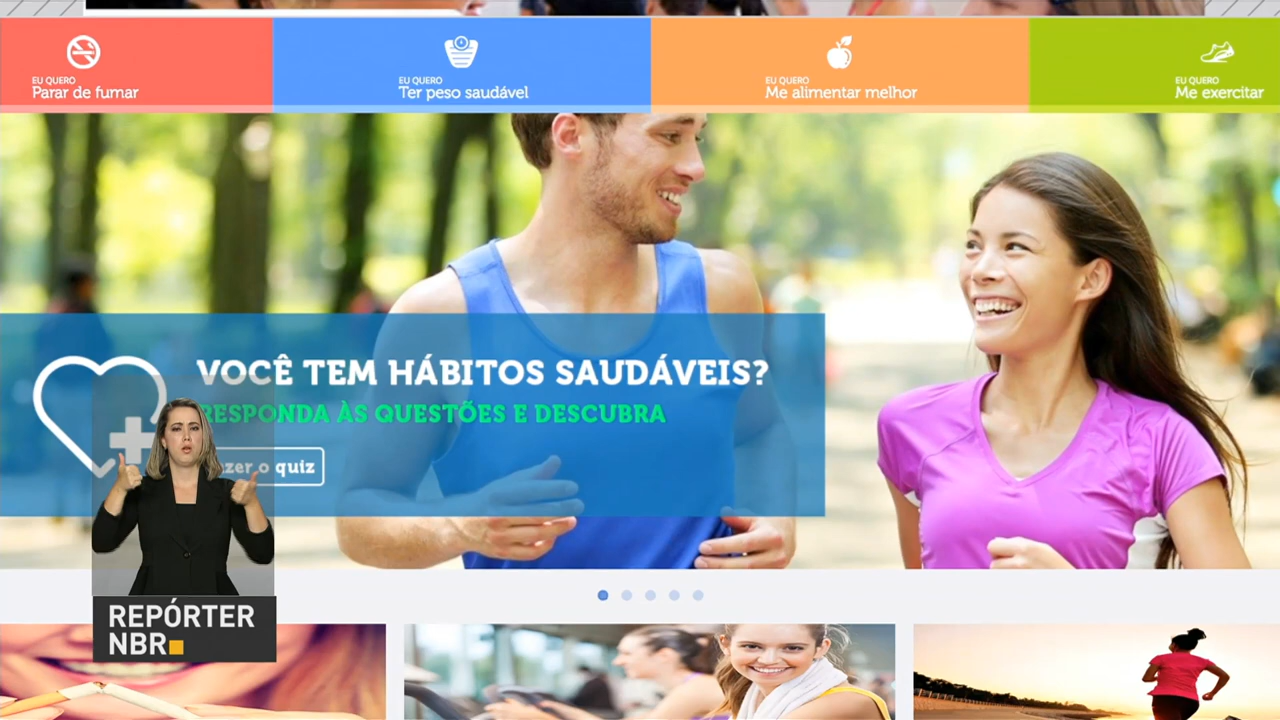 EU QUERO
Parar de fumar
EU QUERO
Ter peso saudável
EU QUERO
Me alimentar melhor
EU QUERO
Me exercitar
VOCÊ TEM HÁBITOS SAUDÁVEIS?
RESPONDA ÀS QUESTÕES E DESCUBRA
o quiz
REPÓRTER
NBR